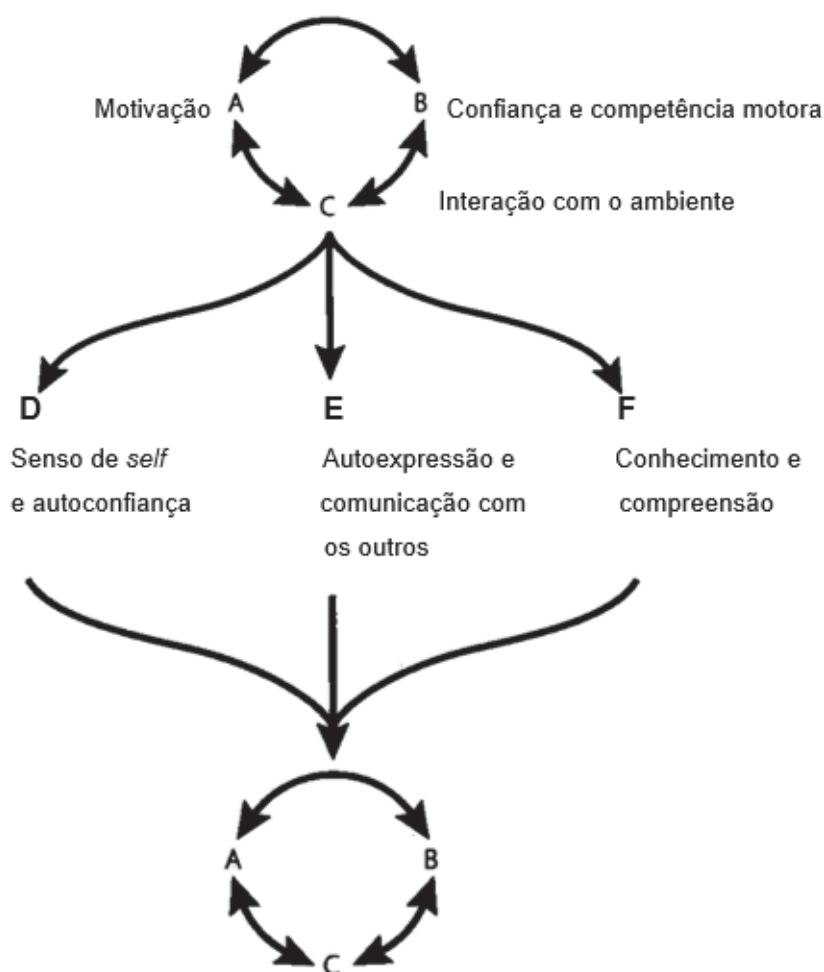 Motivação A B Confiança e competência motora
C Interação com o ambiente
D E F
Senso de self Autoexpressão e Conhecimento e
e autoconfiança comunicação com compreensão
os outros
A B
C